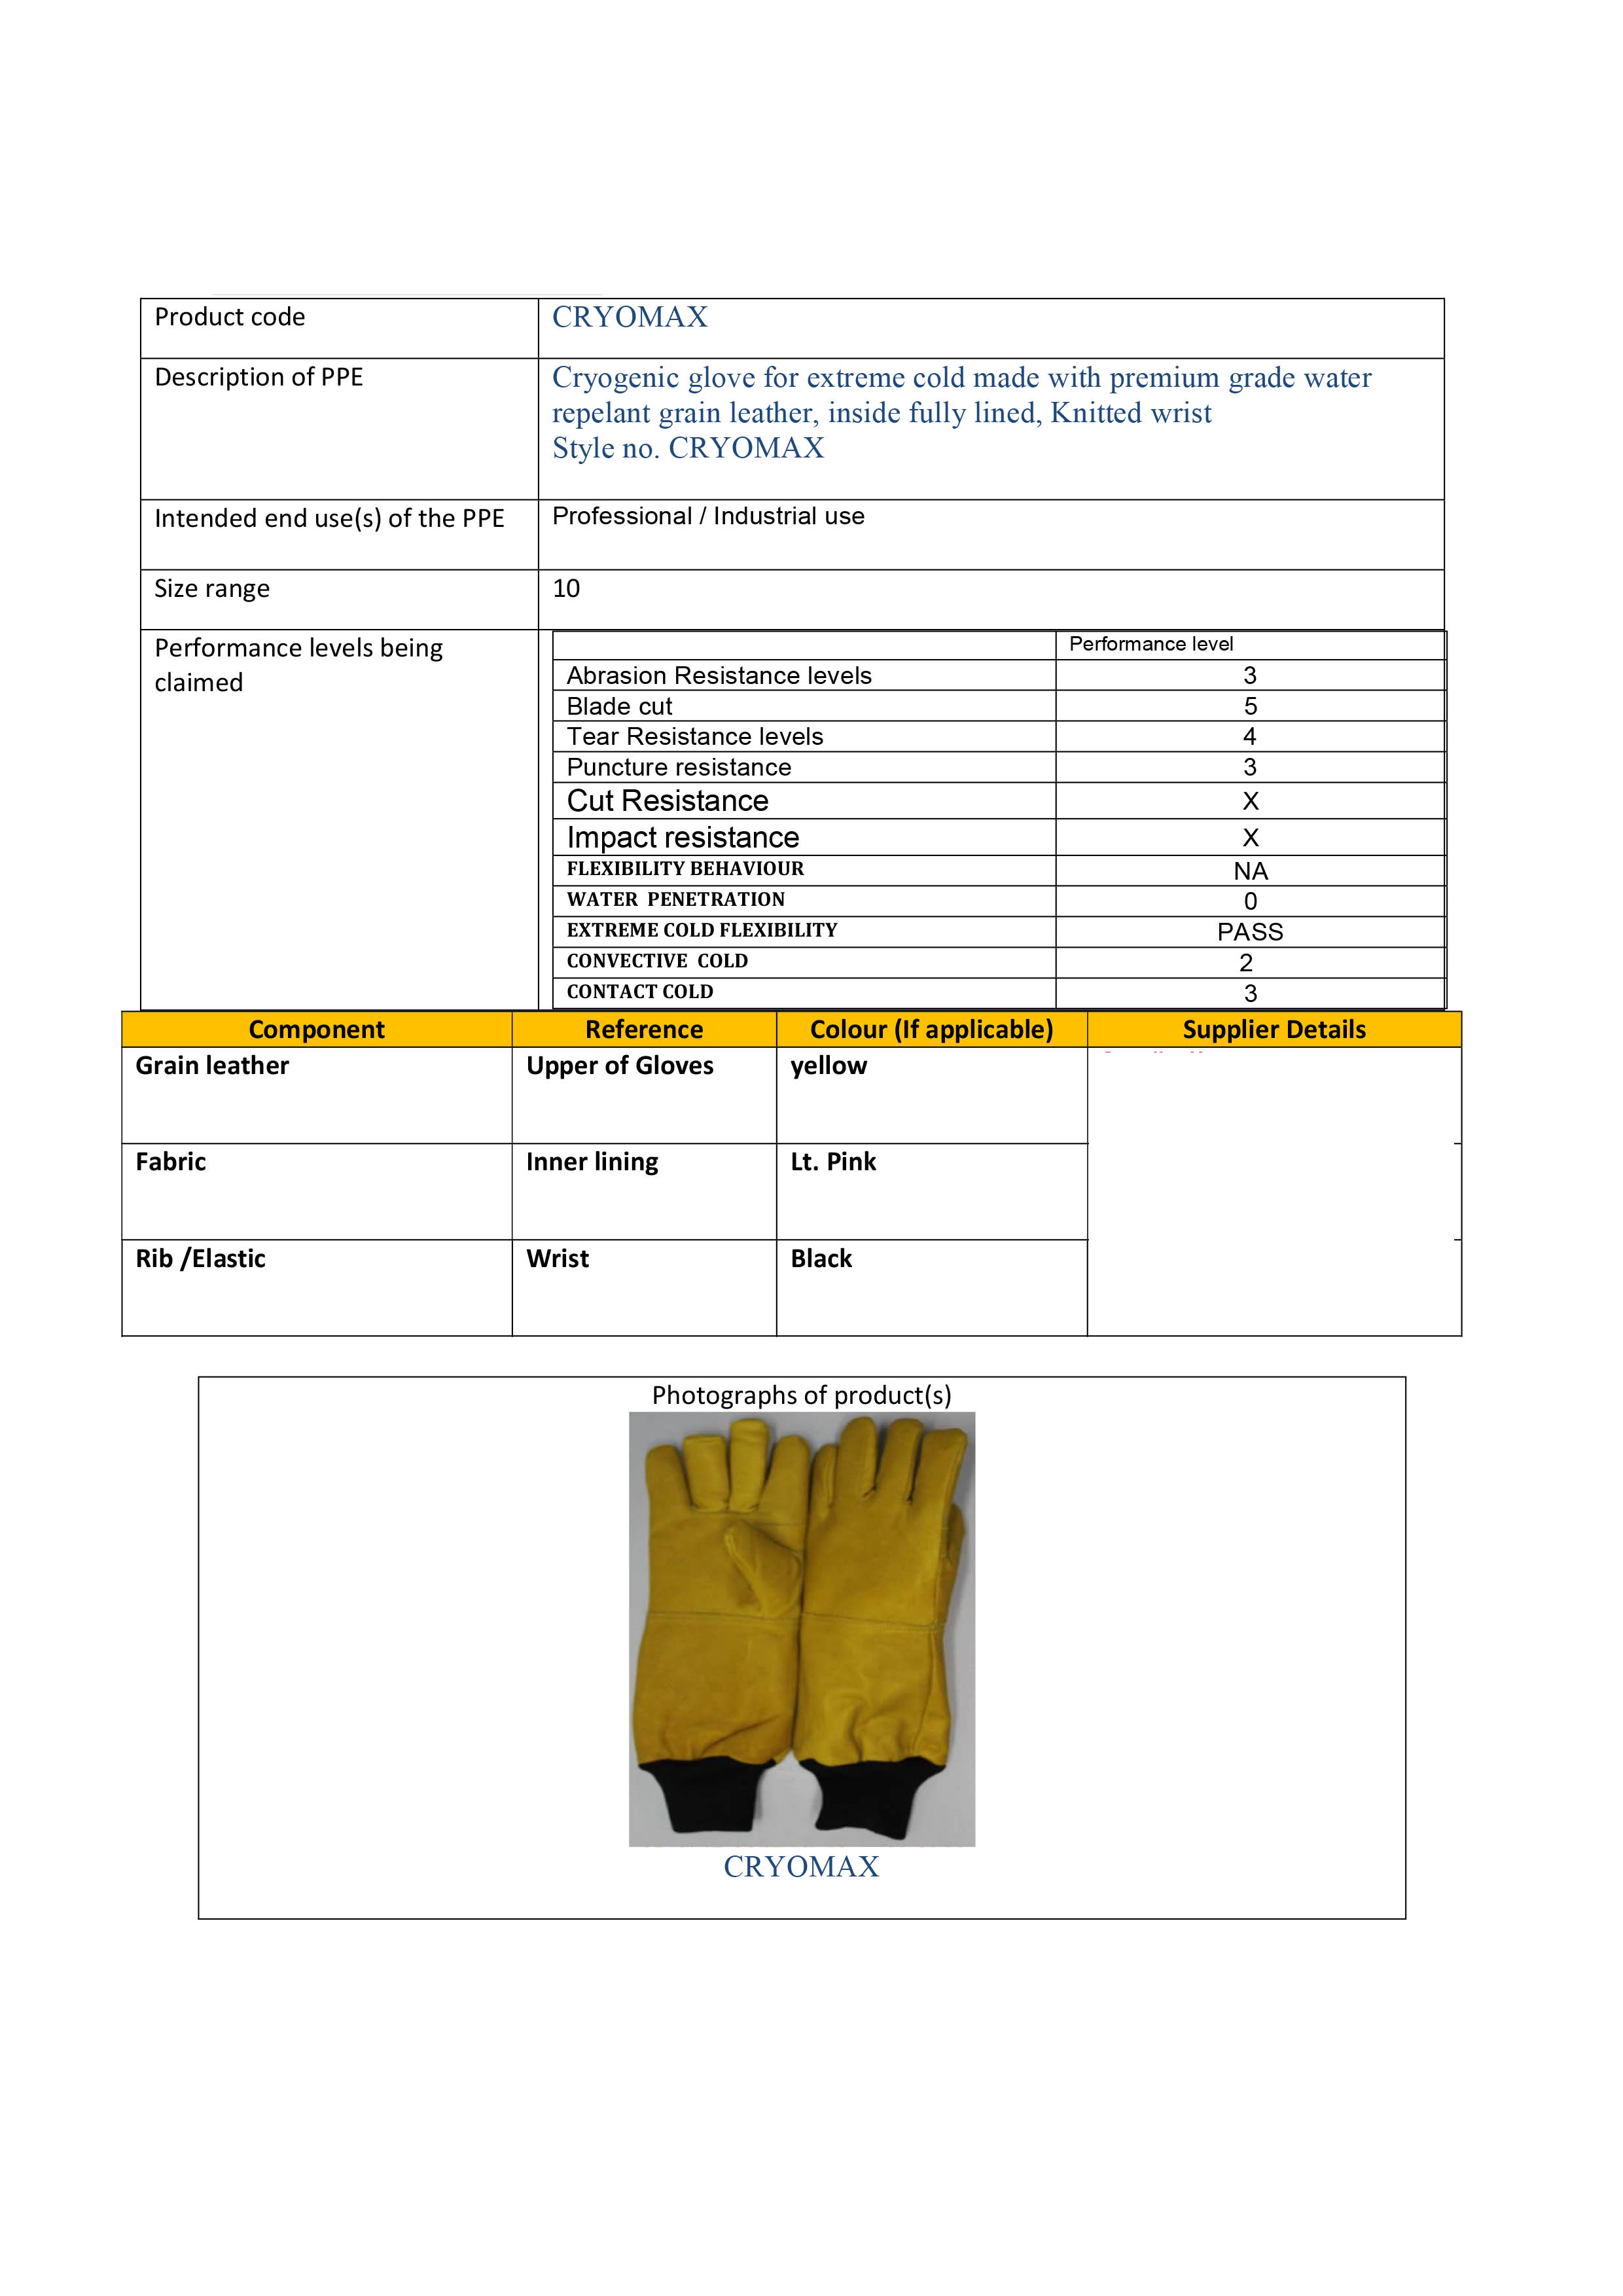 Product code
CRYOMAX
Description of PPE
Cryogenic glove for extreme cold made with premium grade water
repelant grain leather, inside fully lined, Knitted wrist
Style no. CRYOMAX
Intended end use(s) of the PPE
Professional / Industrial use
Size range
10
Performance levels being
claimed
Performance level
Abrasion Resistance levels 3
Blade cut 5
Tear Resistance levels 4
Puncture resistance 3
Cut Resistance X
Impact resistance X
FLEXIBILITY BEHAVIOUR NA
WATER PENETRATION 0
EXTREME COLD FLEXIBILITY PASS
CONVECTIVE COLD 2
CONTACT COLD 3
Component Reference Colour (If applicable) Supplier Details
Grain leather Upper of Gloves yellow
Fabric Inner lining Lt. Pink
Rib /Elastic Wrist Black
Photographs of product(s)
CRYOMAX